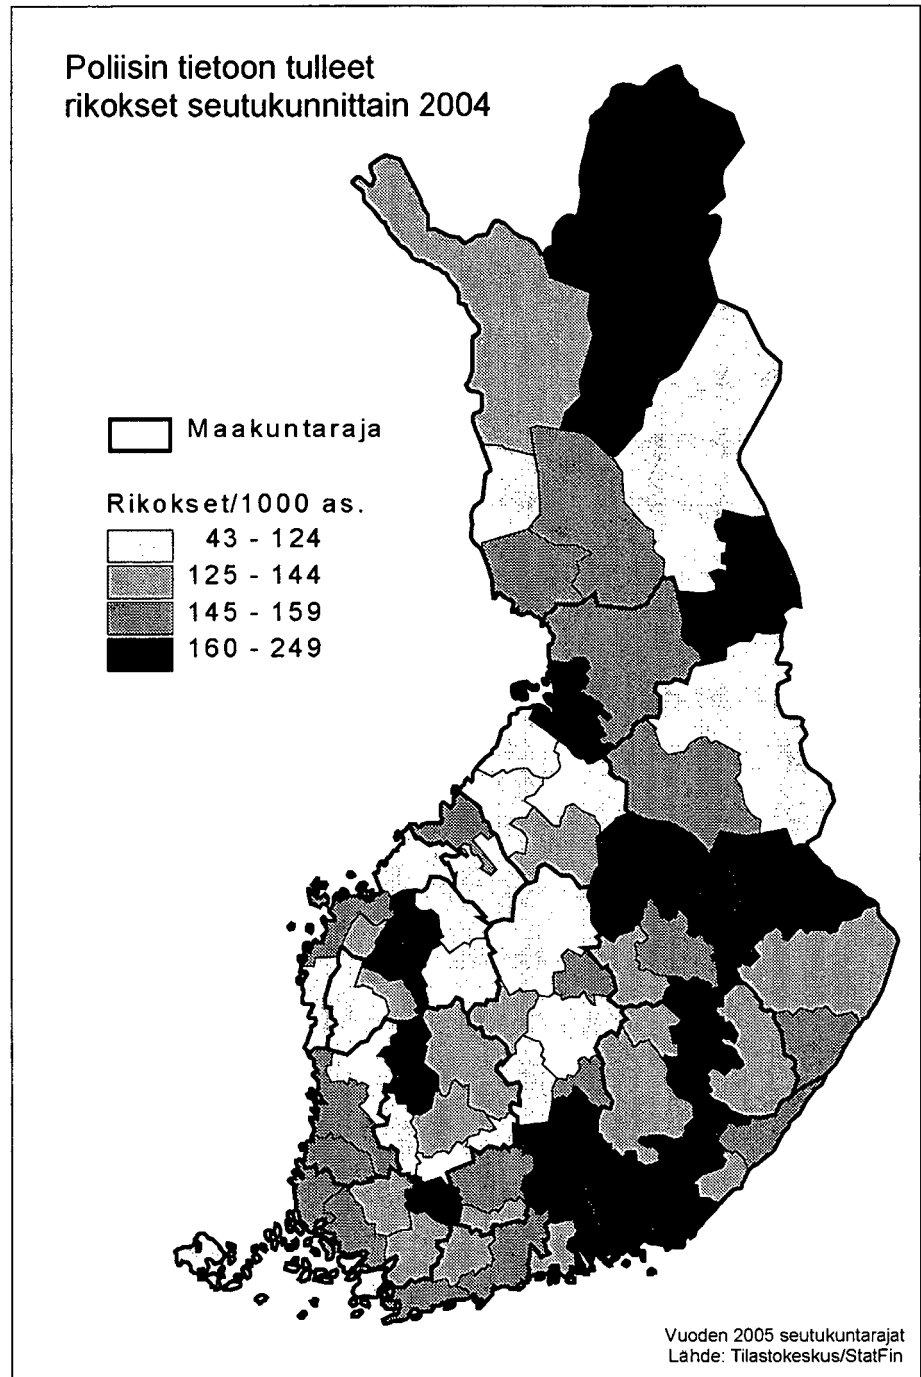 Poliisin tietoon tulleet
rikokset seutukunnittain 2004
Maakuntaraja
Rikokset/1000 as.
43 - 124
125 - 144
145 - 159
160 - 249
Vuoden 2005 seutukuntarajat
Lähde: Tilastokeskus/StatFin